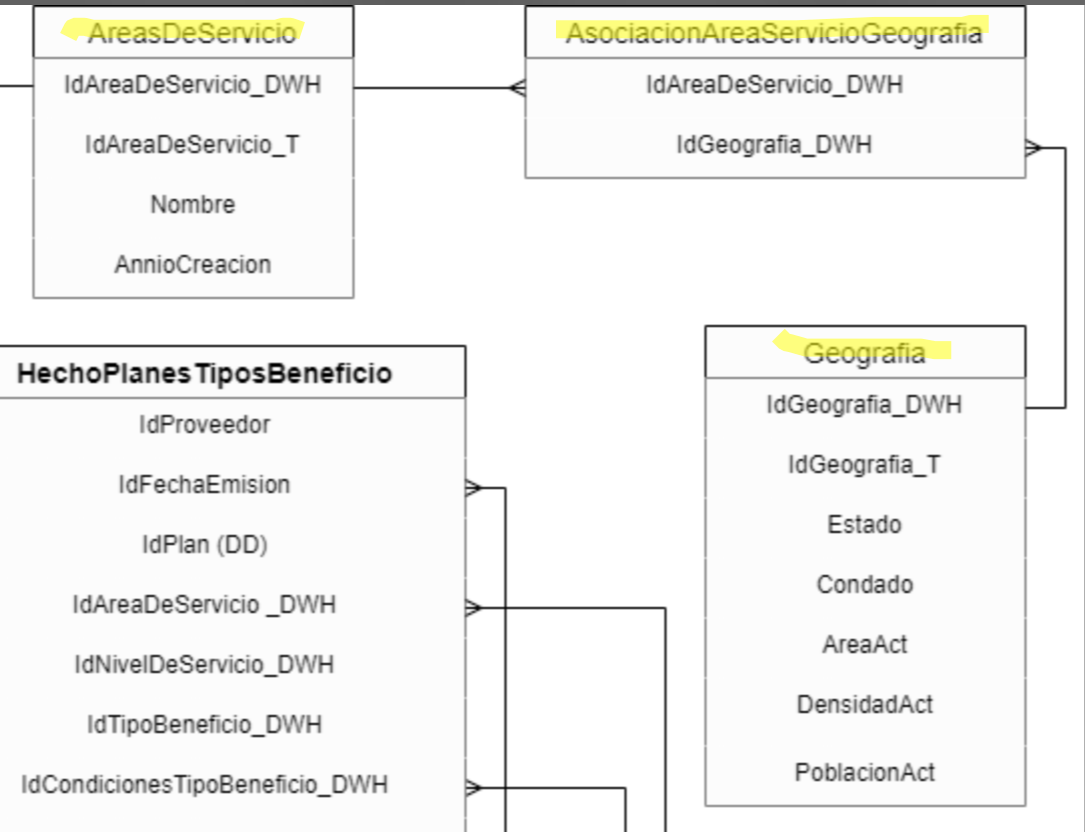 AreasDeServicio
IdAreaDeServicio_DWH
IdAreaDeServicio_T
Nombre
AnnioCreacion
AsociacionAreaServicioGeografia
IdAreaDeServicio_DWH
IdGeografia_DWH
HechoPlanesTiposBeneficio
IdProveedor
IdFechaEmision
IdPlan (DD)
IdAreaDeServicio _DWH
IdNivelDeServicio_DWH
IdTipoBeneficio_DWH
IdCondicionesTipoBeneficio_DWH
Geografia
IdGeografia_DWH
IdGeografia_T
Estado
Condado
AreaAct
DensidadAct
PoblacionAct